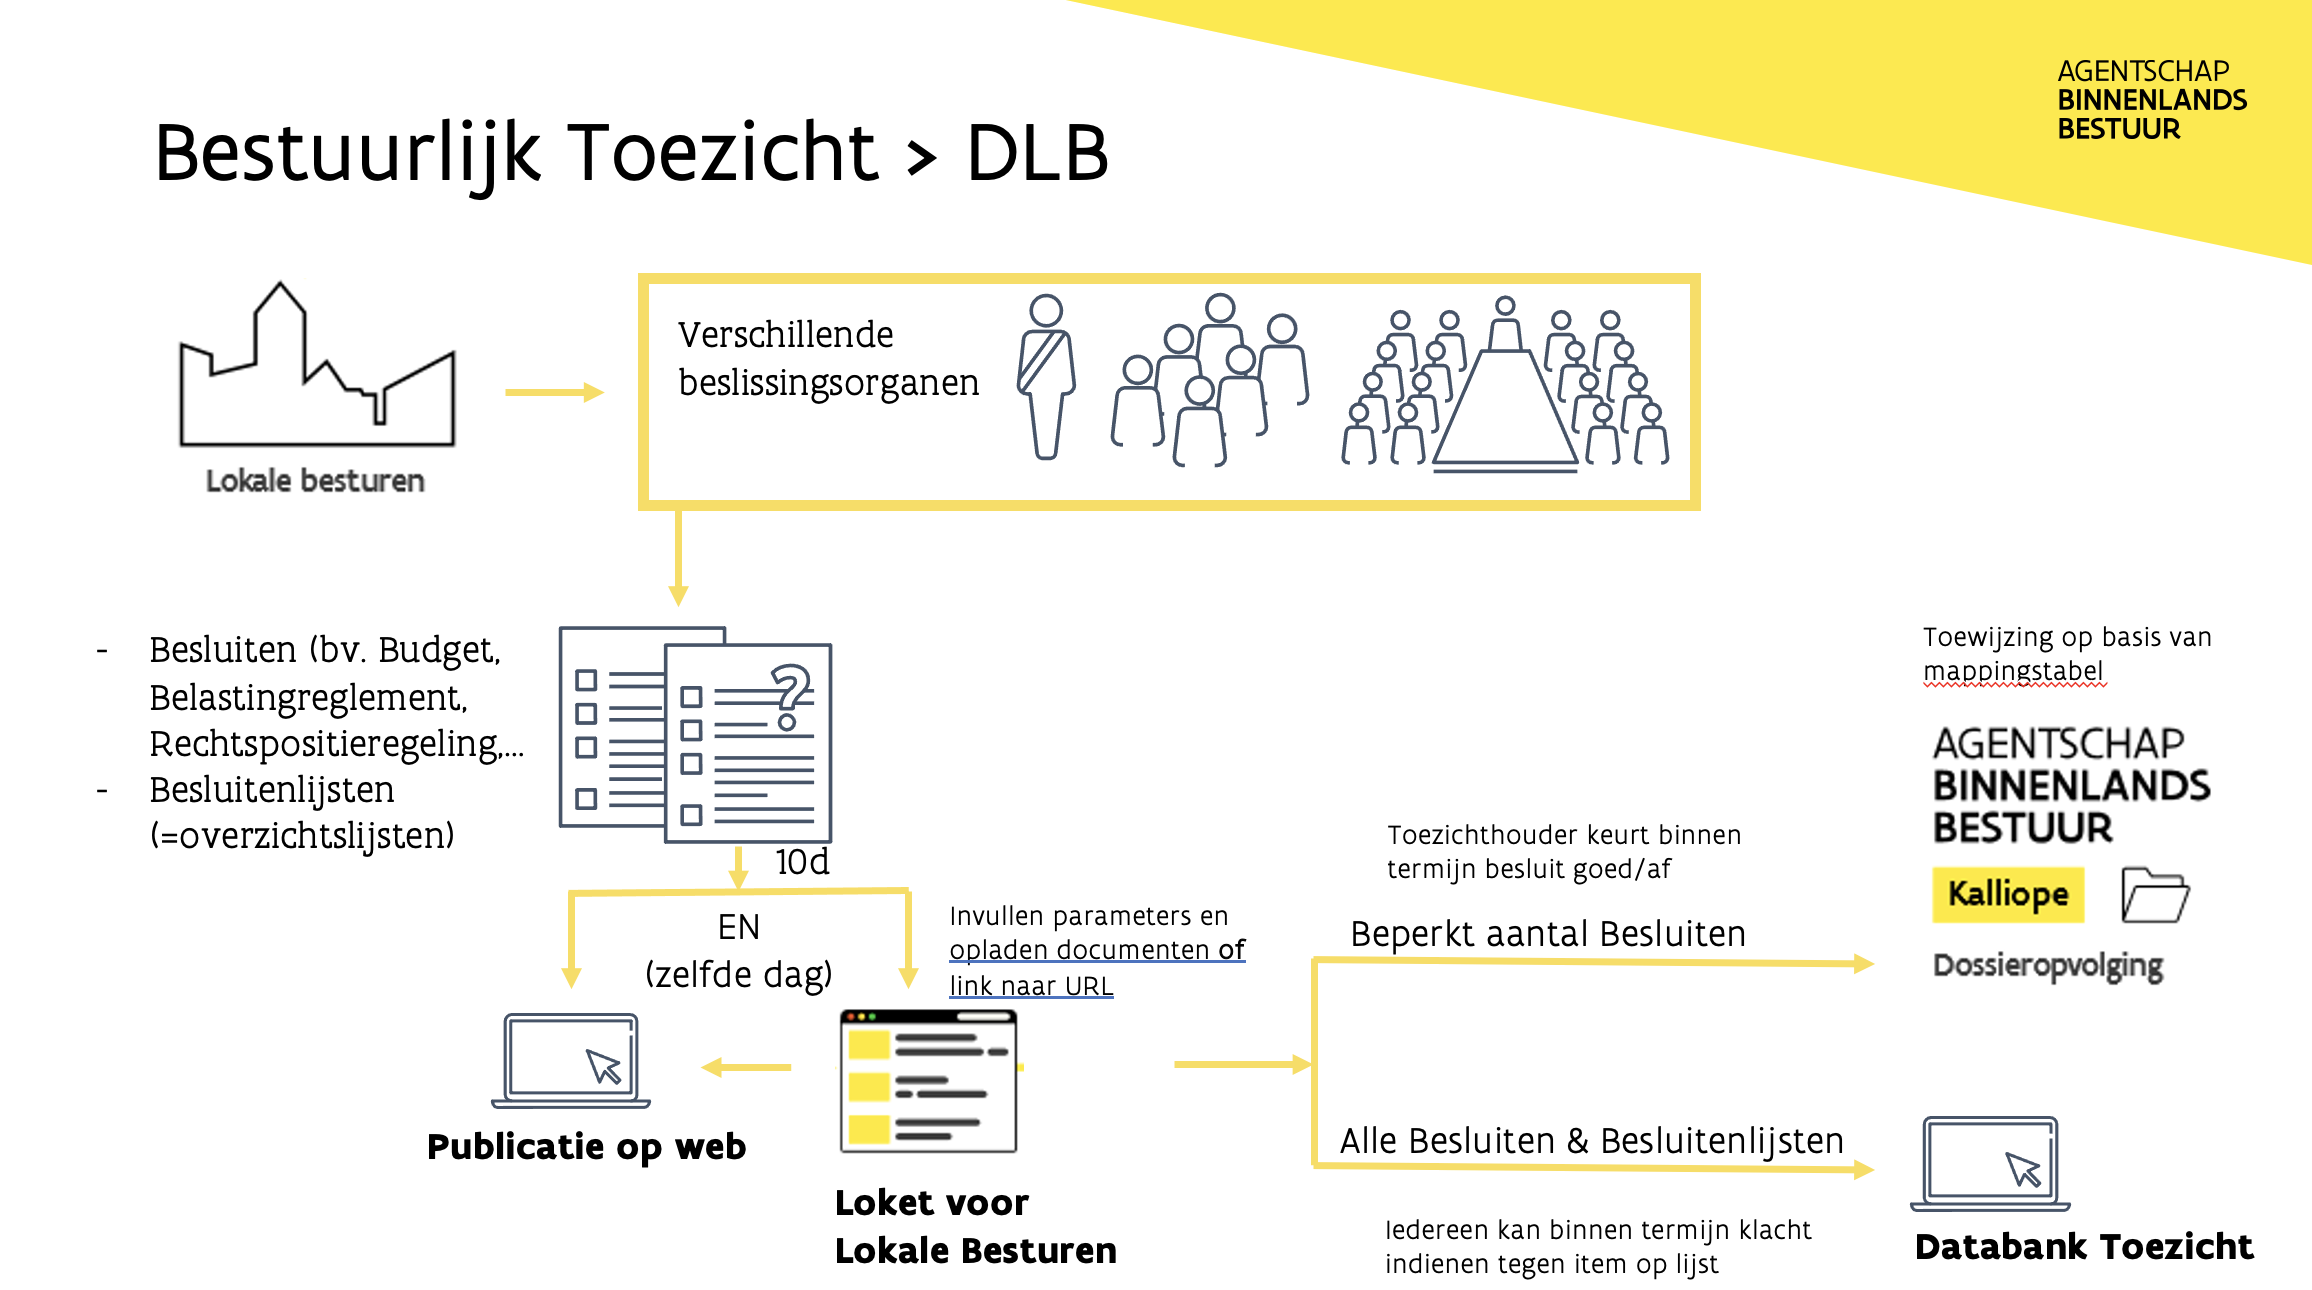 AGENTSCHAP
BINNENLANDS
BESTUUR
Bestuurlijk Toezicht > DLB
Lokale besturen
Verschillende
beslissingsorganen
- Besluiten (bv. Budget,
Belastingreglement,
Rechtspositieregeling,...
- Besluitenlijsten
(=overzichtslijsten)
?
10d
EN
(zelfde dag)
Invullen parameters en
opladen documenten of
link naar URL
Publicatie op web
Loket voor
Lokale Besturen
Toezichthouder keurt binnen
termijn besluit goed/af
Beperkt aantal Besluiten
Alle Besluiten & Besluitenlijsten
Iedereen kan binnen termijn klacht
indienen tegen item op lijst
Toewijzing op basis van
mappingstabel
AGENTSCHAP
BINNENLANDS
BESTUUR
Kalliope
Dossieropvolging
Databank Toezicht